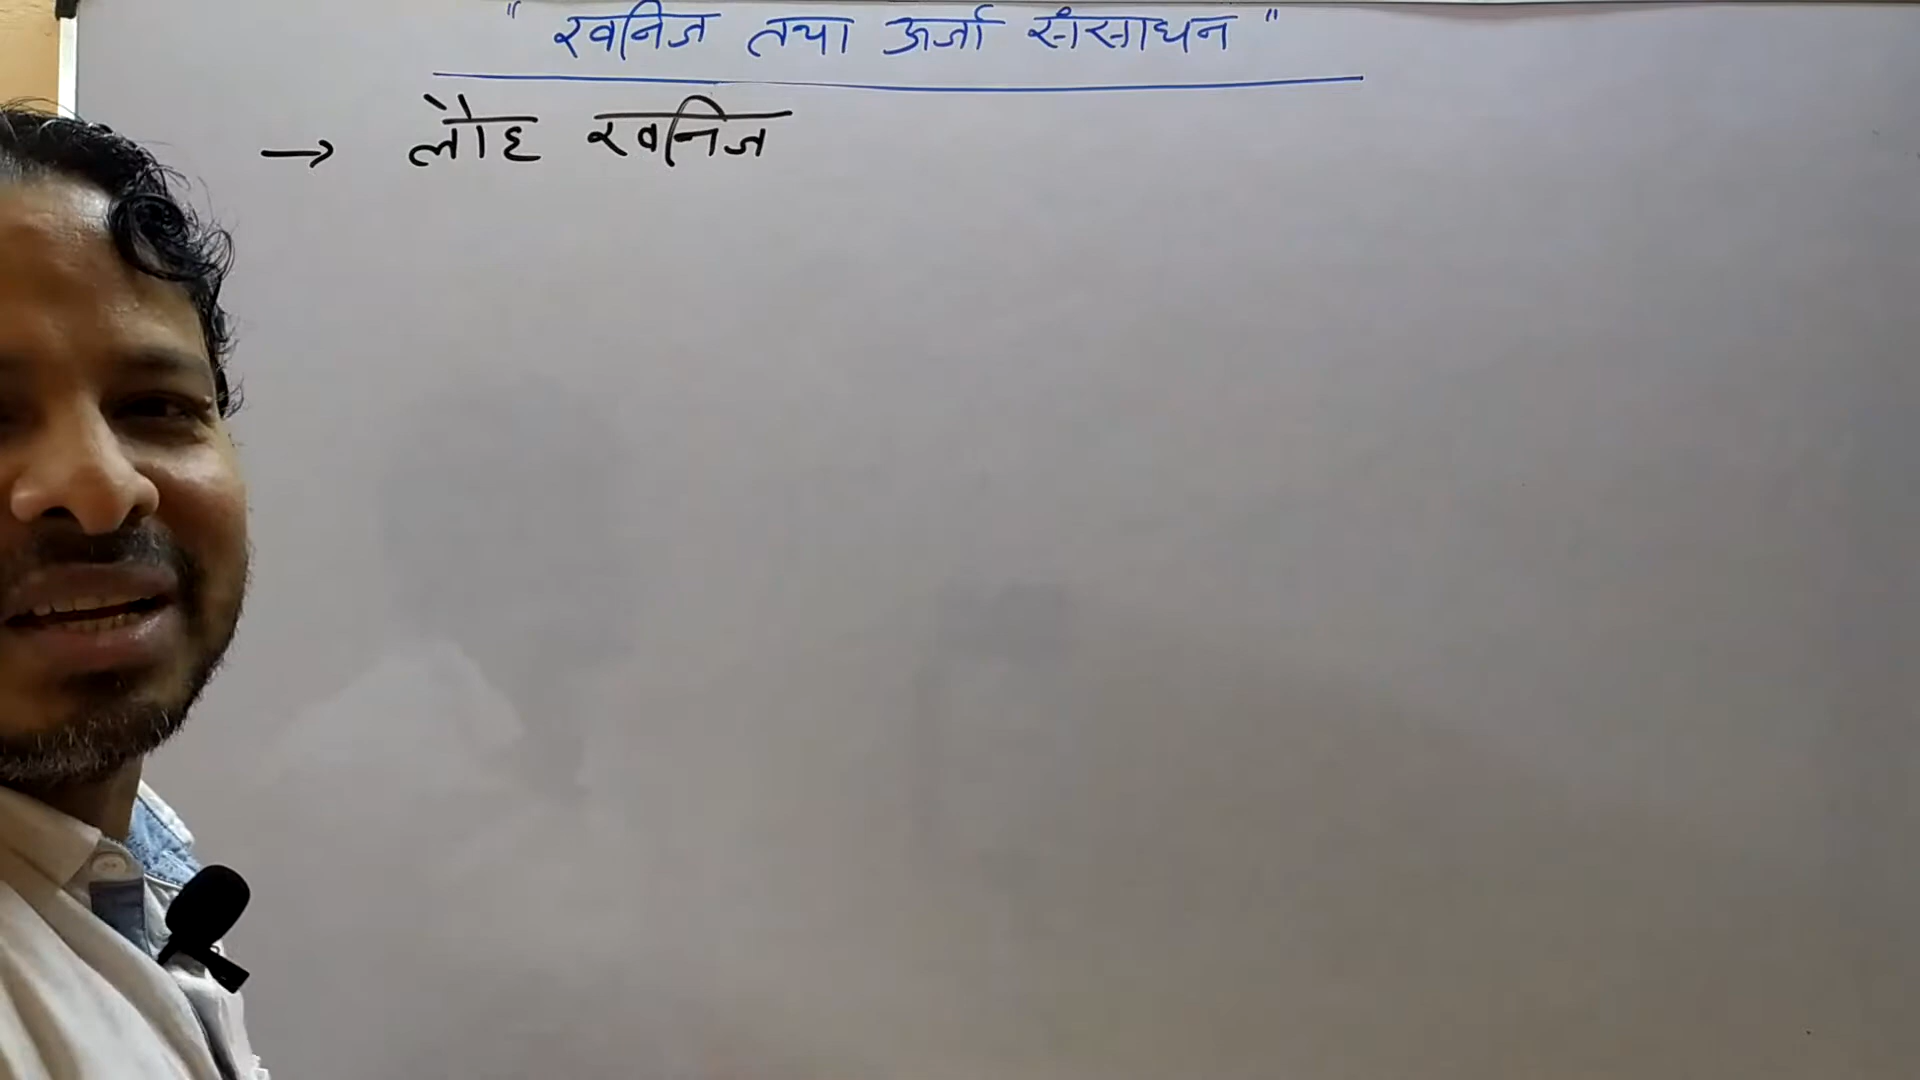 " खनिज तथा ऊर्जा संसाधन "
→ लौह खनिज